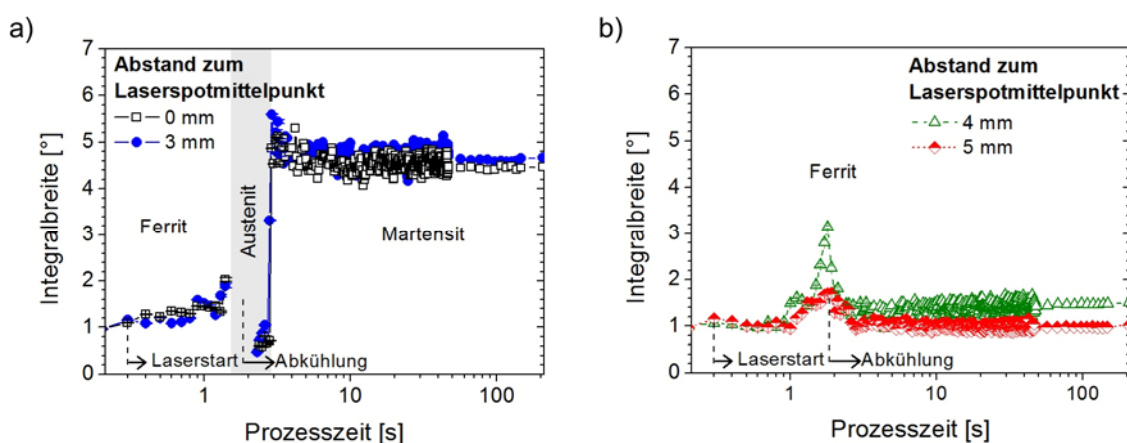 a)
Integralbreite [°]
7
6
5
4
3
2
1
0
Abstand zum
Laserspotmittelpunkt
0 mm
3 mm
Ferrit
Austenit
Martensit
Laserstart
Abkühlung
1
10
100
Prozesszeit [s]
b)
Integralbreite [°]
7
6
5
4
3
2
1
0
Abstand zum
Laserspotmittelpunkt
4 mm
5 mm
Ferrit
Laserstart
Abkühlung
1
10
100
Prozesszeit [s]